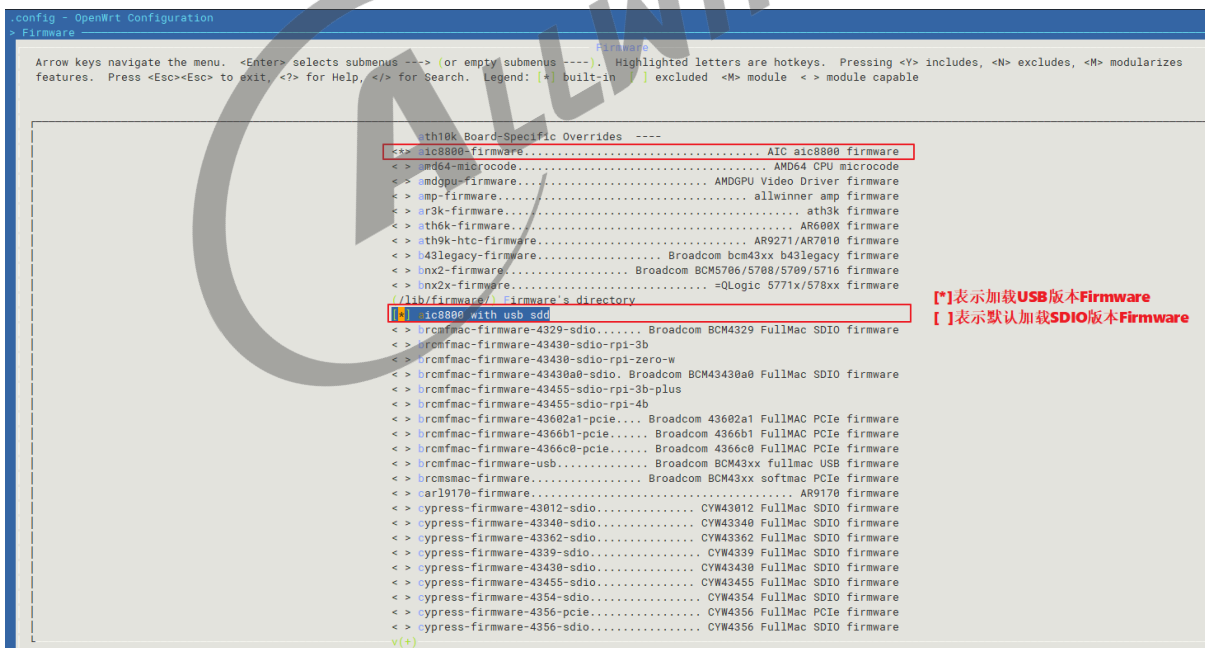 .config - OpenWrt Configuration
> Firmware
Firmware
Arrow keys navigate the menu. <Enter> selects submenus ---> (or empty submenus ----). Highlighted letters are hotkeys. Pressing <Y> includes, <N> excludes, <M> modularizes
features. Press <Esc><Esc> to exit, <?> for Help, </> for Search. Legend: [*] built-in [ ] excluded <M> module < > module capable
ath10k Board-Specific Overrides ----
<*> aic8800-firmware.................................... AIC aic8800 firmware
< > amd64-microcode...................................... AMD64 CPU microcode
< > amdgpu-firmware............................. AMDGPU Video Driver firmware
< > amp-firmware...................................... allwinner amp firmware
< > ar3k-firmware............................................. ath3k firmware
< > ath6k-firmware........................................... AR600X firmware
< > ath9k-htc-firmware................................ AR9271/AR7010 firmware
< > b43legacy-firmware................... Broadcom bcm43xx b43legacy firmware
< > bnx2-firmware................... Broadcom BCM5706/5708/5709/5716 firmware
< > bnx2x-firmware.............................. =QLogic 5771x/578xx firmware
(/lib/firmware/) Firmware's directory
[*] aic8800 with usb sdd
< > brcmfmac-firmware-4329-sdio....... Broadcom BCM4329 FullMac SDIO firmware
< > brcmfmac-firmware-43430-sdio-rpi-3b
< > brcmfmac-firmware-43430-sdio-rpi-zero-w
< > brcmfmac-firmware-43430a0-sdio. Broadcom BCM43430a0 FullMac SDIO firmware
< > brcmfmac-firmware-43455-sdio-rpi-3b-plus
< > brcmfmac-firmware-43455-sdio-rpi-4b
< > brcmfmac-firmware-43602a1-pcie.... Broadcom 43602a1 FullMAC PCIe firmware
< > brcmfmac-firmware-4366b1-pcie...... Broadcom 4366b1 FullMAC PCIe firmware
< > brcmfmac-firmware-4366c0-pcie...... Broadcom 4366c0 FullMAC PCIe firmware
< > brcmfmac-firmware-usb.............. Broadcom BCM43xx fullmac USB firmware
< > brcmsmac-firmware................. Broadcom BCM43xx softmac PCIe firmware
< > carl9170-firmware........................................ AR9170 firmware
< > cypress-firmware-43012-sdio............... CYW43012 FullMac SDIO firmware
< > cypress-firmware-43340-sdio............... CYW43340 FullMac SDIO firmware
< > cypress-firmware-43362-sdio............... CYW43362 FullMac SDIO firmware
< > cypress-firmware-4339-sdio................. CYW4339 FullMac SDIO firmware
< > cypress-firmware-43430-sdio............... CYW43430 FullMac SDIO firmware
< > cypress-firmware-43455-sdio............... CYW43455 FullMac SDIO firmware
< > cypress-firmware-4354-sdio................. CYW4354 FullMac SDIO firmware
< > cypress-firmware-4356-pcie................. CYW4356 FullMac PCIe firmware
< > cypress-firmware-4356-sdio................. CYW4356 FullMac SDIO firmware
v(+)
[*]表示加载USB版本Firmware
[ ]表示默认加载SDIO版本Firmware